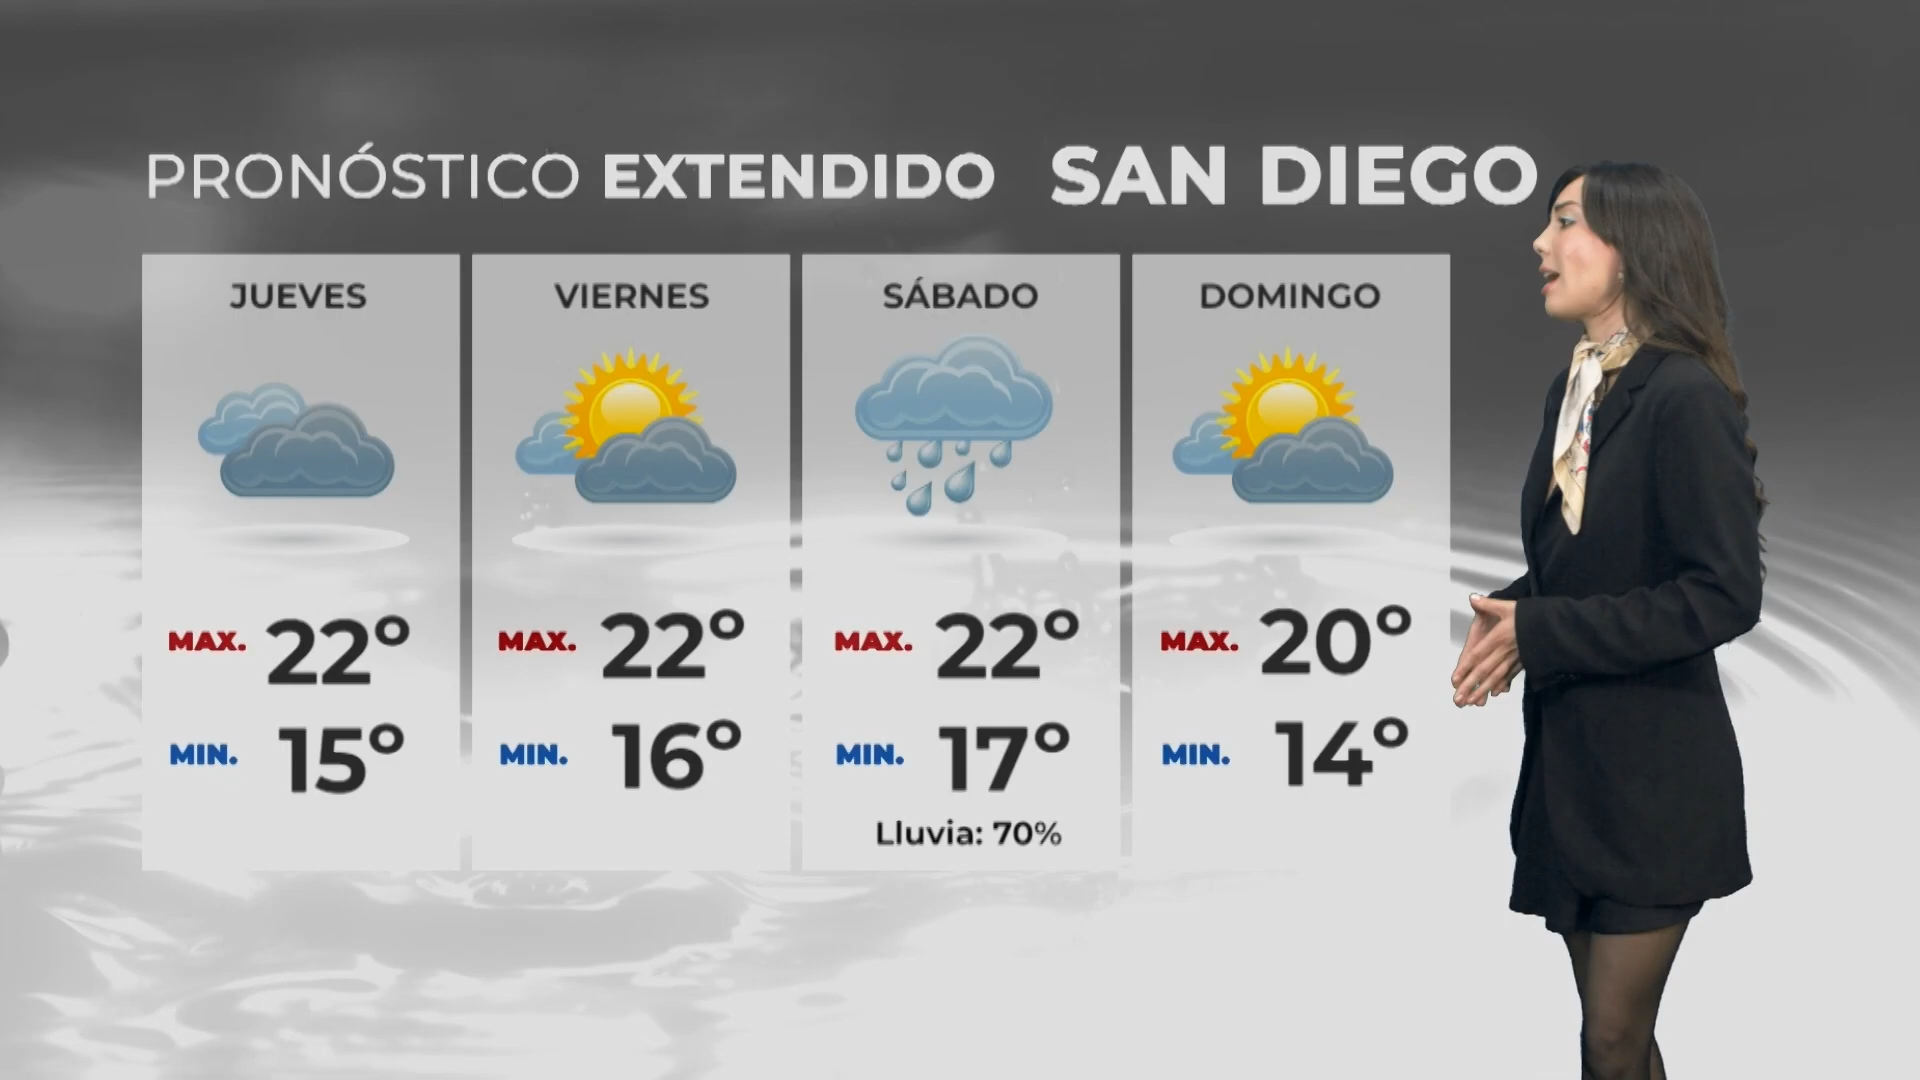 PRONÓSTICO EXTENDIDO SAN DIEGO
JUEVES
MAX. 22°
MIN. 15°
VIERNES
MAX. 22°
MIN. 16°
SÁBADO
MAX. 22°
MIN. 17°
Lluvia: 70%
DOMINGO
MAX. 20°
MIN. 14°